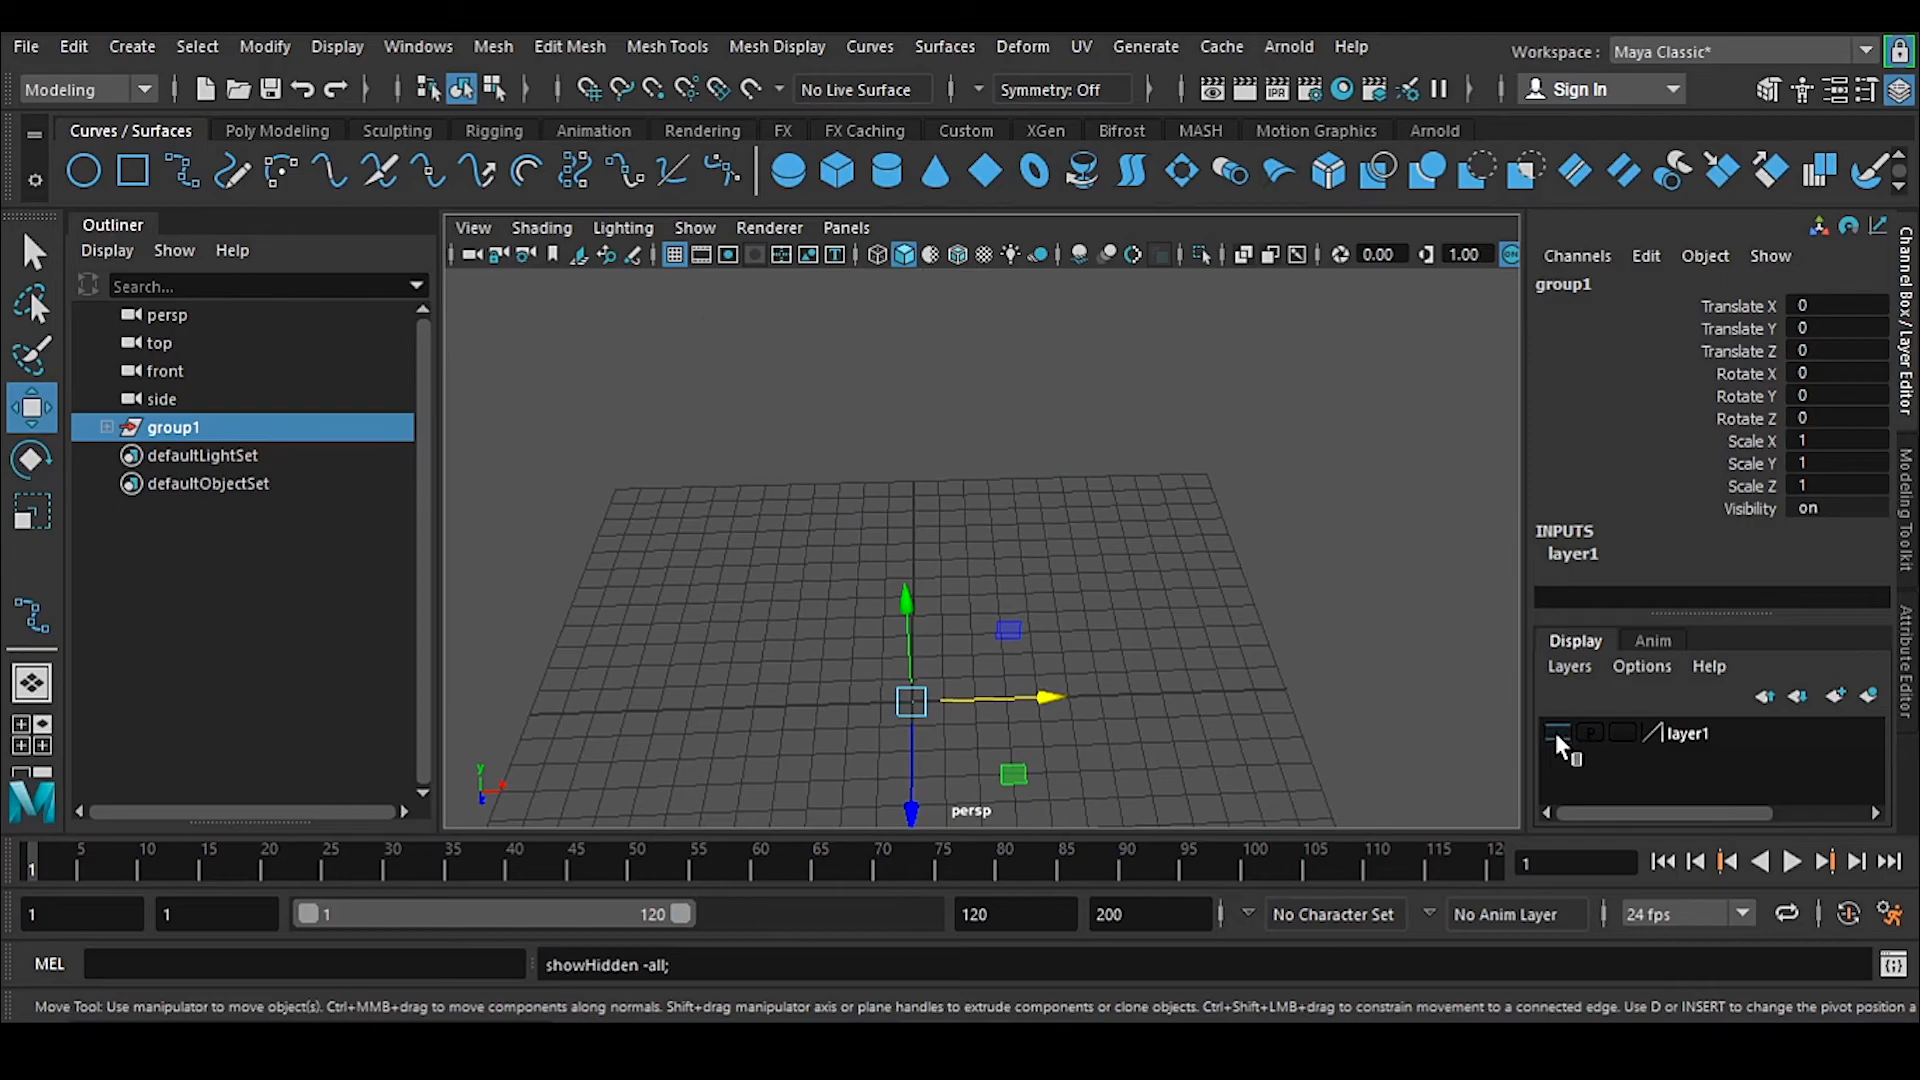 File Edit Create Select Modify Display Windows Mesh Edit Mesh Mesh Tools Mesh Display Curves Surfaces Deform UV Generate Cache Arnold Help
Workspace : Maya Classic*
Modeling No Live Surface Symmetry: Off IPR Sign In
Curves / Surfaces Poly Modeling Sculpting Rigging Animation Rendering FX FX Caching Custom XGen Bifrost MASH Motion Graphics Arnold
Outliner
Display Show Help
Search...
persp
top
front
side
group1
defaultLightSet
defaultObjectSet
View Shading Lighting Show Renderer Panels
0.00 1.00 ON
y
persp
Channels Edit Object Show
group1
Translate X 0
Translate Y 0
Translate Z 0
Rotate X 0
Rotate Y 0
Rotate Z 0
Scale X 1
Scale Y 1
Scale Z 1
Visibility on
INPUTS
layer1
Display Anim
Layers Options Help
P layer1
Channel Box / Layer Editor
Modeling Toolkit
Attribute Editor
5 10 15 20 25 30 35 40 45 50 55 60 65 70 75 80 85 90 95 100 105 110 115 12
1
1
1 1 1 120 120 200 No Character Set No Anim Layer 24 fps
MEL showHidden -all;
Move Tool: Use manipulator to move object(s). Ctrl+MMB+drag to move components along normals. Shift+drag manipulator axis or plane handles to extrude components or clone objects. Ctrl+Shift+LMB+drag to constrain movement to a connected edge. Use D or INSERT to change the pivot position a